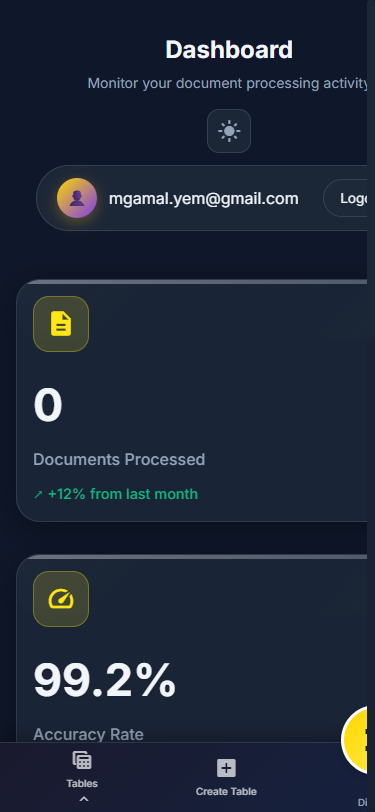 Dashboard
Monitor your document processing activity
mgamal.yem@gmail.com
Logo
0
Documents Processed
↗ +12% from last month
99.2%
Accuracy Rate
Tables
Create Table
Di